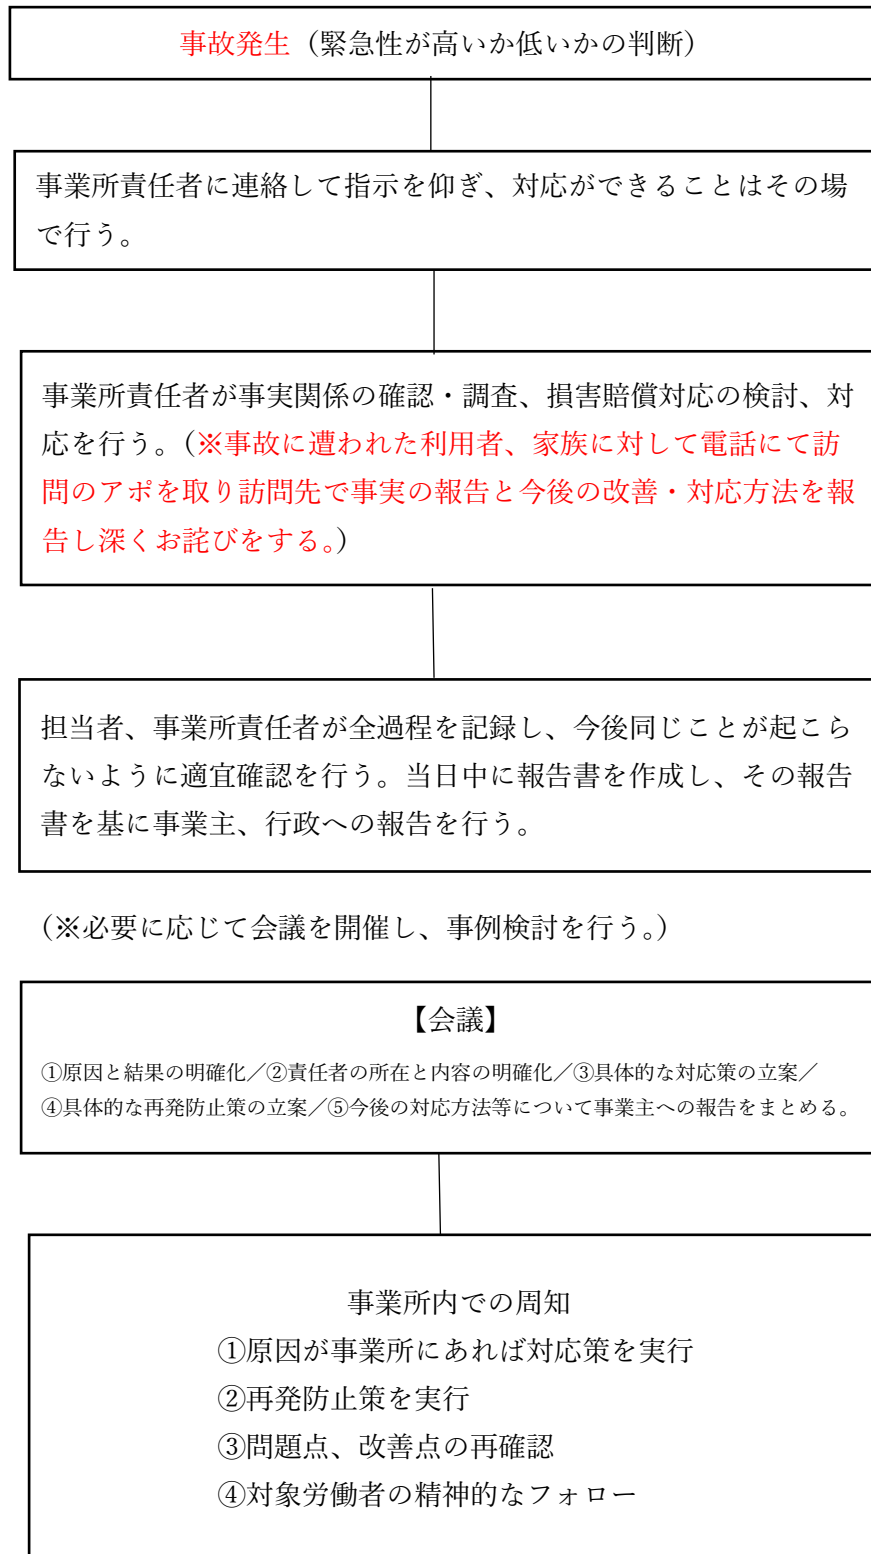 事故発生（緊急性が高いか低いかの判断）
事業所責任者に連絡して指示を仰ぎ、対応ができることはその場
で行う。
事業所責任者が事実関係の確認・調査、損害賠償対応の検討、対
応を行う。（※事故に遭われた利用者、家族に対して電話にて訪
問のアポを取り訪問先で事実の報告と今後の改善・対応方法を報
告し深くお詫びをする。）
担当者、事業所責任者が全過程を記録し、今後同じことが起こら
ないように適宜確認を行う。当日中に報告書を作成し、その報告
書を基に事業主、行政への報告を行う。
（※必要に応じて会議を開催し、事例検討を行う。）
【会議】
①原因と結果の明確化／②責任者の所在と内容の明確化／③具体的な対応策の立案／
④具体的な再発防止策の立案／⑤今後の対応方法等について事業主への報告をまとめる。
事業所内での周知
①原因が事業所にあれば対応策を実行
②再発防止策を実行
③問題点、改善点の再確認
④対象労働者の精神的なフォロー